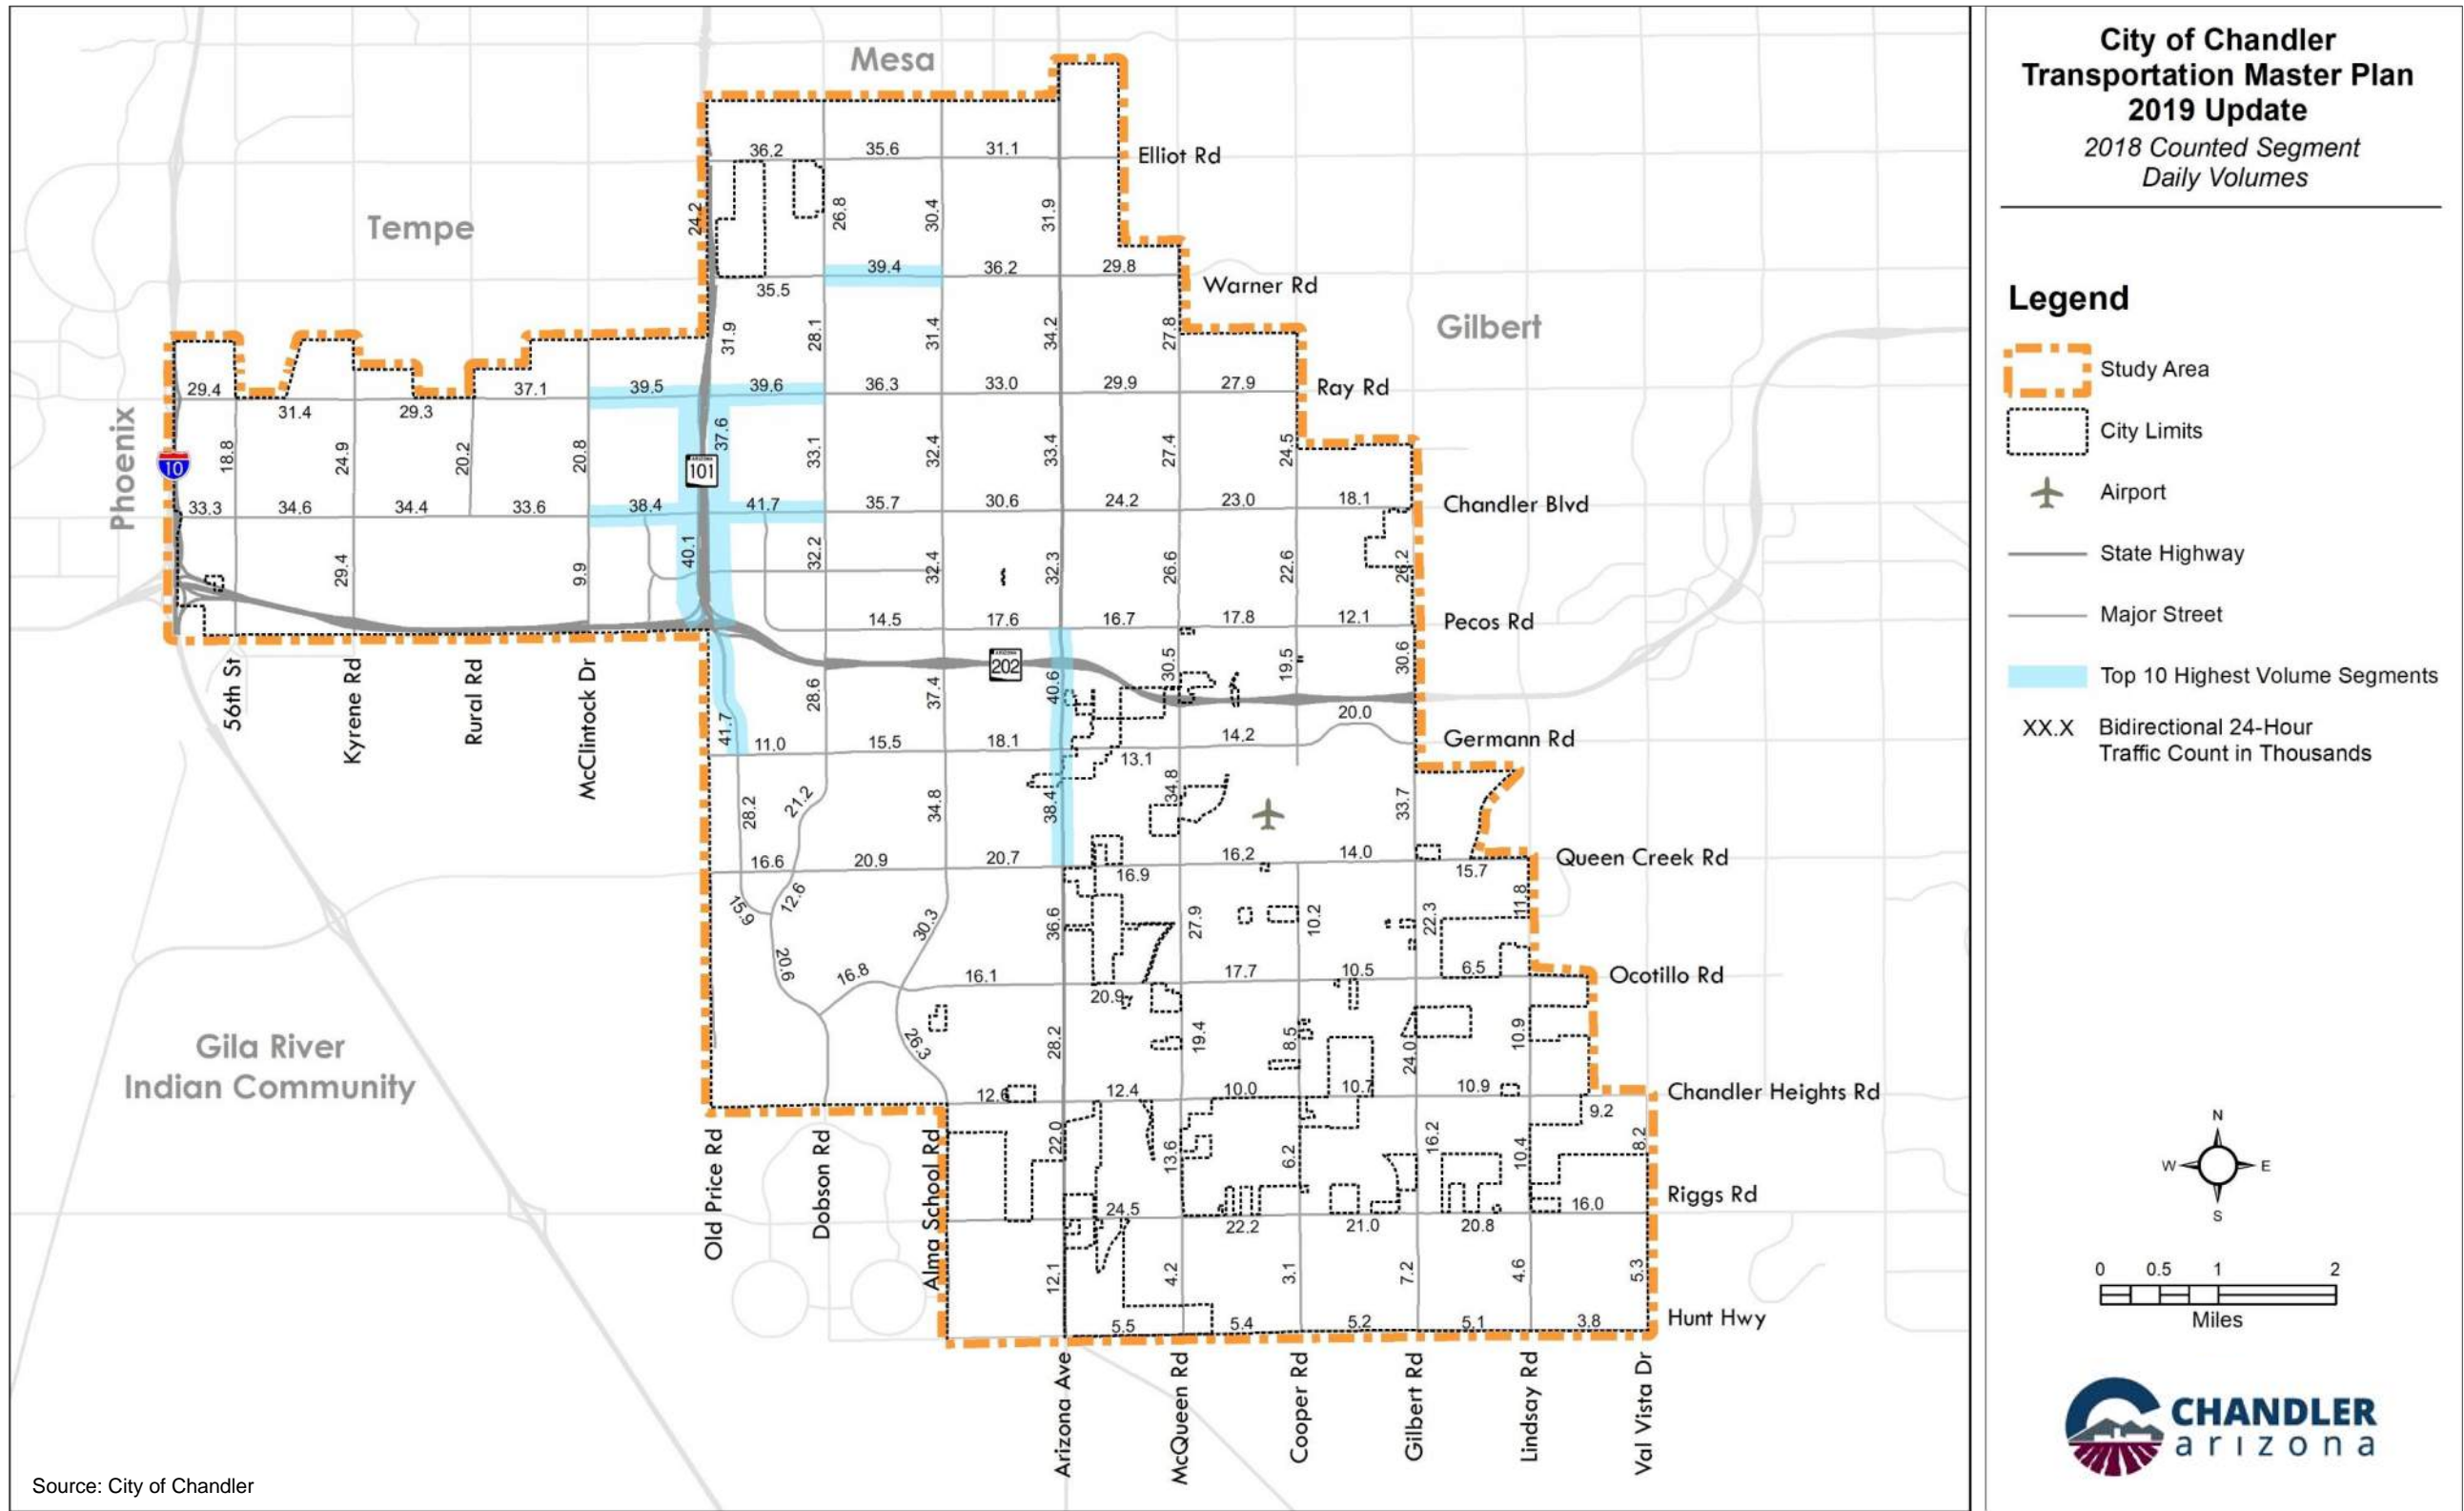 City of Chandler
Transportation Master Plan
2019 Update
2018 Counted Segment
Daily Volumes
Legend
Study Area
City Limits
Airport
State Highway
Major Street
Top 10 Highest Volume Segments
XX.X Bidirectional 24-Hour
Traffic Count in Thousands
N
W E
S
0 0.5 1 2
Miles
CHANDLER
arizona
Mesa
Tempe
Gilbert
Phoenix
Gila River
Indian Community
Elliot Rd
Warner Rd
Ray Rd
Chandler Blvd
Pecos Rd
Germann Rd
Queen Creek Rd
Ocotillo Rd
Chandler Heights Rd
Riggs Rd
Hunt Hwy
56th St
Kyrene Rd
Rural Rd
McClintock Dr
Old Price Rd
Dobson Rd
Alma School Rd
Arizona Ave
McQueen Rd
Cooper Rd
Gilbert Rd
Lindsay Rd
Val Vista Dr
10
ARIZONA
101
ARIZONA
202
36.2 35.6 31.1
24.2 26.8 30.4 31.9
39.4 36.2 29.8
35.5
31.9 28.1 31.4 34.2 27.8
29.4 31.4 29.3 37.1 39.5 39.6 36.3 33.0 29.9 27.9
18.8 24.9 20.2 20.8 37.6 33.1 32.4 33.4 27.4 24.5
33.3 34.6 34.4 33.6 38.4 41.7 35.7 30.6 24.2 23.0 18.1
29.4 9.9 40.1 32.2 32.4 32.3 26.6 22.6 26.2
14.5 17.6 16.7 17.8 12.1
41.7 28.6 37.4 40.6 30.5 19.5 30.6
11.0 15.5 18.1 13.1 14.2 20.0
28.2 21.2 34.8 38.4 34.8 33.7
16.6 20.9 20.7 16.9 16.2 14.0 15.7
15.9 12.6 30.3 36.6 27.9 10.2 22.3 11.8
20.6 16.8 16.1 20.9 17.7 10.5 6.5
26.3 28.2 19.4 8.5 24.0 10.9
12.6 12.4 10.0 10.7 10.9 9.2
22.0 13.6 6.2 16.2 10.4 8.2
24.5 22.2 21.0 20.8 16.0
12.1 4.2 3.1 7.2 4.6 5.3
5.5 5.4 5.2 5.1 3.8
Source: City of Chandler